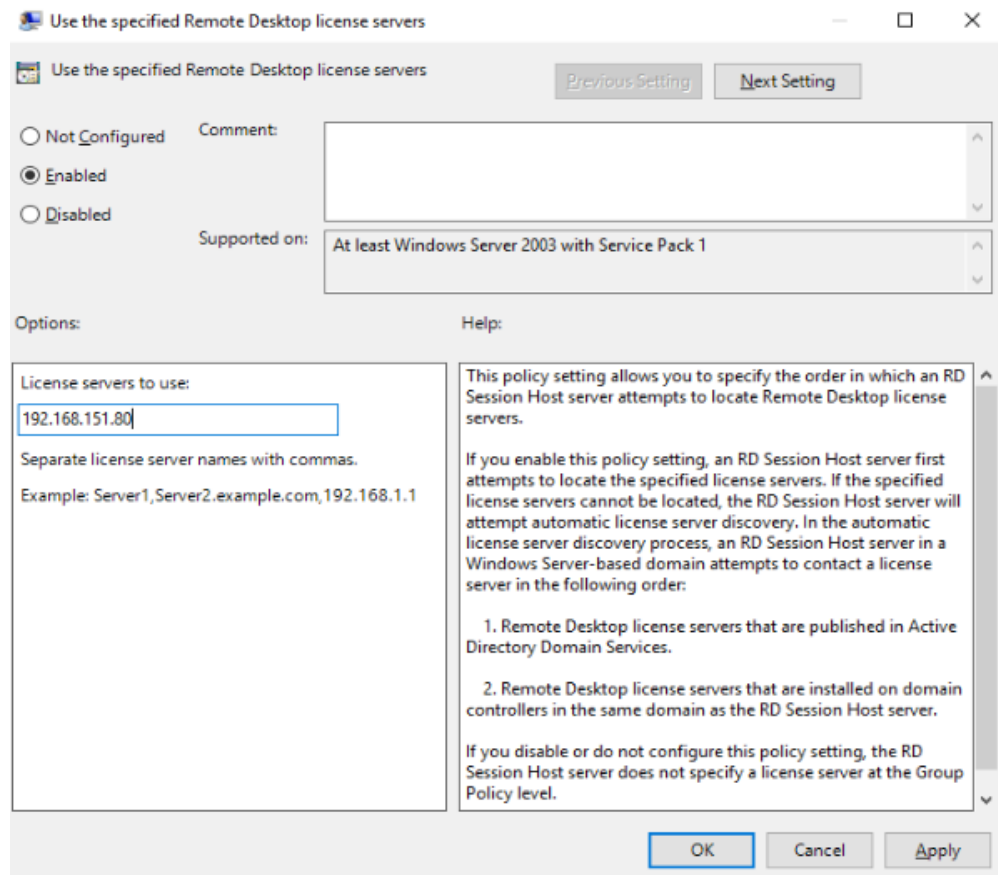 Use the specified Remote Desktop license servers
Use the specified Remote Desktop license servers
Previous Setting
Next Setting
Not Configured
Comment:
Enabled
Disabled
Supported on:
At least Windows Server 2003 with Service Pack 1
Options:
Help:
License servers to use:
192.168.151.80
Separate license server names with commas.
Example: Server1,Server2.example.com,192.168.1.1
This policy setting allows you to specify the order in which an RD
Session Host server attempts to locate Remote Desktop license
servers.
If you enable this policy setting, an RD Session Host server first
attempts to locate the specified license servers. If the specified
license servers cannot be located, the RD Session Host server will
attempt automatic license server discovery. In the automatic
license server discovery process, an RD Session Host server in a
Windows Server-based domain attempts to contact a license
server in the following order:
1. Remote Desktop license servers that are published in Active
Directory Domain Services.
2. Remote Desktop license servers that are installed on domain
controllers in the same domain as the RD Session Host server.
If you disable or do not configure this policy setting, the RD
Session Host server does not specify a license server at the Group
Policy level.
OK
Cancel
Apply